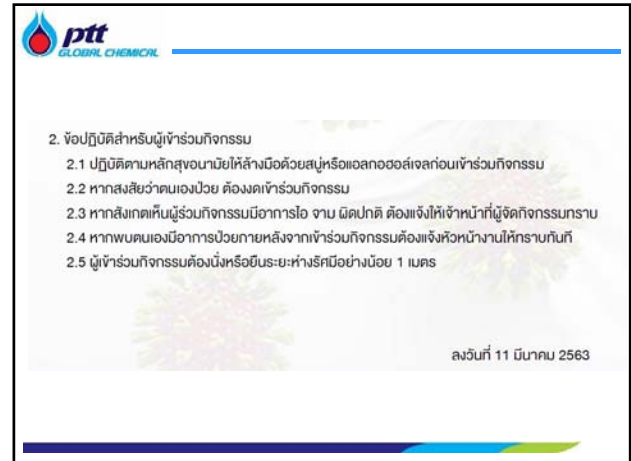 ptt
GLOBAL CHEMICAL
2. ข้อปฏิบัติสำหรับผู้เข้าร่วมกิจกรรม
2.1 ปฏิบัติตามหลักสุขอนามัยให้ล้างมือด้วยสบู่หรือแอลกอฮอล์เจลก่อนเข้าร่วมกิจกรรม
2.2 หากสงสัยว่าตนเองป่วย ต้องงดเข้าร่วมกิจกรรม
2.3 หากสังเกตเห็นผู้ร่วมกิจกรรมมีอาการไอ จาม ผิดปกติ ต้องแจ้งให้เจ้าหน้าที่ผู้จัดกิจกรรมทราบ
2.4 หากพบตนเองมีอาการป่วยภายหลังจากเข้าร่วมกิจกรรมต้องแจ้งหัวหน้างานให้ทราบทันที
2.5 ผู้เข้าร่วมกิจกรรมต้องนั่งหรือยืนระยะห่างรัศมีอย่างน้อย 1 เมตร
ลงวันที่ 11 มีนาคม 2563